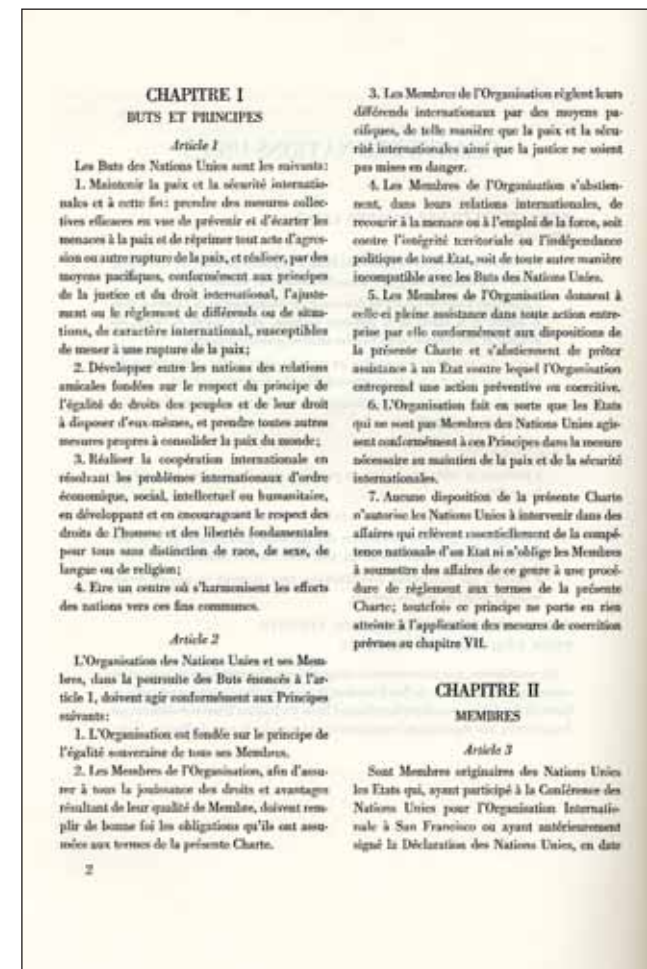 CHAPITRE I
BUTS ET PRINCIPES
Article 1
Les Buts des Nations Unies sont les suivants:
1. Maintenir la paix et la sécurité internatio-
nales et à cette fin: prendre des mesures collec-
tives efficaces en vue de prévenir et d'écarter les
menaces à la paix et de réprimer tout acte d'agres-
sion ou autre rupture de la paix, et réaliser, par des
moyens pacifiques, conformément aux principes
de la justice et du droit international, l'ajuste-
ment ou le règlement de différends ou de situa-
tions, de caractère international, susceptibles
de mener à une rupture de la paix;
2. Développer entre les nations des relations
amicales fondées sur le respect du principe de
l'égalité de droits des peuples et de leur droit
à disposer d'eux-mêmes, et prendre toutes autres
mesures propres à consolider la paix du monde;
3. Réaliser la coopération internationale en
résolvant les problèmes internationaux d'ordre
économique, social, intellectuel ou humanitaire,
en développant et en encourageant le respect des
droits de l'homme et des libertés fondamentales
pour tous sans distinction de race, de sexe, de
langue ou de religion;
4. Etre un centre où s'harmonisent les efforts
des nations vers ces fins communes.
Article 2
L'Organisation des Nations Unies et ses Mem-
bres, dans la poursuite des Buts énoncés à l'ar-
ticle 1, doivent agir conformément aux Principes
suivants:
1. L'Organisation est fondée sur le principe de
l'égalité souveraine de tous ses Membres.
2. Les Membres de l'Organisation, afin d'assu-
rer à tous la jouissance des droits et avantages
résultant de leur qualité de Membre, doivent rem-
plir de bonne foi les obligations qu'ils ont assu-
mées aux termes de la présente Charte.
2
3. Les Membres de l'Organisation règlent leurs
différends internationaux par des moyens pa-
cifiques, de telle manière que la paix et la sécu-
rité internationales ainsi que la justice ne soient
pas mises en danger.
4. Les Membres de l'Organisation s'abstien-
nent, dans leurs relations internationales, de
recourir à la menace ou à l'emploi de la force, soit
contre l'intégrité territoriale ou l'indépendance
politique de tout Etat, soit de toute autre manière
incompatible avec les Buts des Nations Unies.
5. Les Membres de l'Organisation donnent à
celle-ci pleine assistance dans toute action entre-
prise par elle conformément aux dispositions de
la présente Charte et s'abstiennent de prêter
assistance à un Etat contre lequel l'Organisation
entreprend une action préventive ou coercitive.
6. L'Organisation fait en sorte que les Etats
qui ne sont pas Membres des Nations Unies agis-
sent conformément à ces Principes dans la mesure
nécessaire au maintien de la paix et de la sécurité
internationales.
7. Aucune disposition de la présente Charte
n'autorise les Nations Unies à intervenir dans des
affaires qui relèvent essentiellement de la compé-
tence nationale d'un Etat ni n'oblige les Membres
à soumettre des affaires de ce genre à une procé-
dure de règlement aux termes de la présente
Charte; toutefois ce principe ne porte en rien
atteinte à l'application des mesures de coercition
prévues au chapitre VII.
CHAPITRE II
MEMBRES
Article 3
Sont Membres originaires des Nations Unies
les Etats qui, ayant participé à la Conférence des
Nations Unies pour l'Organisation Internatio-
nale à San Francisco ou ayant antérieurement
signé la Déclaration des Nations Unies, en date